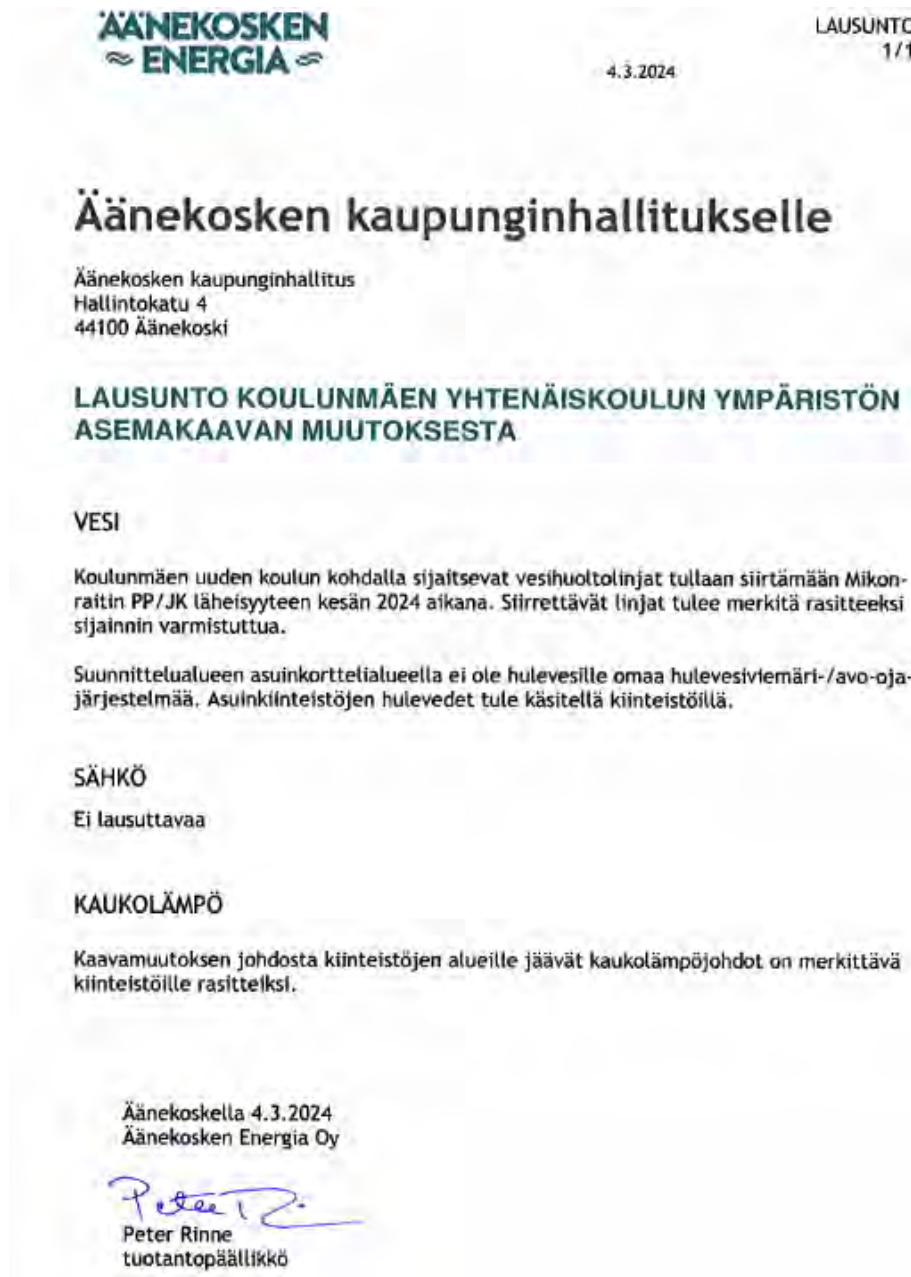 ÄÄNEKOSKEN
≈ ENERGIA ≈
LAUSUNTO
1/1
4.3.2024
Äänekosken kaupunginhallitukselle
Äänekosken kaupunginhallitus
Hallintokatu 4
44100 Äänekoski
LAUSUNTO KOULUNMÄEN YHTENÄISKOULUN YMPÄRISTÖN
ASEMAKAAVAN MUUTOKSESTA
VESI
Koulunmäen uuden koulun kohdalla sijaitsevat vesihuoltolinjat tullaan siirtämään Mikon-
raitin PP/JK läheisyyteen kesän 2024 aikana. Siirrettävät linjat tulee merkitä rasitteeksi
sijainnin varmistuttua.
Suunnittelualueen asuinkorttelialueella ei ole hulevesille omaa hulevesiviemäri-/avo-oja-
järjestelmää. Asuinkiinteistöjen hulevedet tule käsitellä kiinteistöillä.
SÄHKÖ
Ei lausuttavaa
KAUKOLÄMPÖ
Kaavamuutoksen johdosta kiinteistöjen alueille jäävät kaukolämpöjohdot on merkittävä
kiinteistöille rasitteiksi.
Äänekoskella 4.3.2024
Äänekosken Energia Oy
Peter Rinne
tuotantopäällikkö